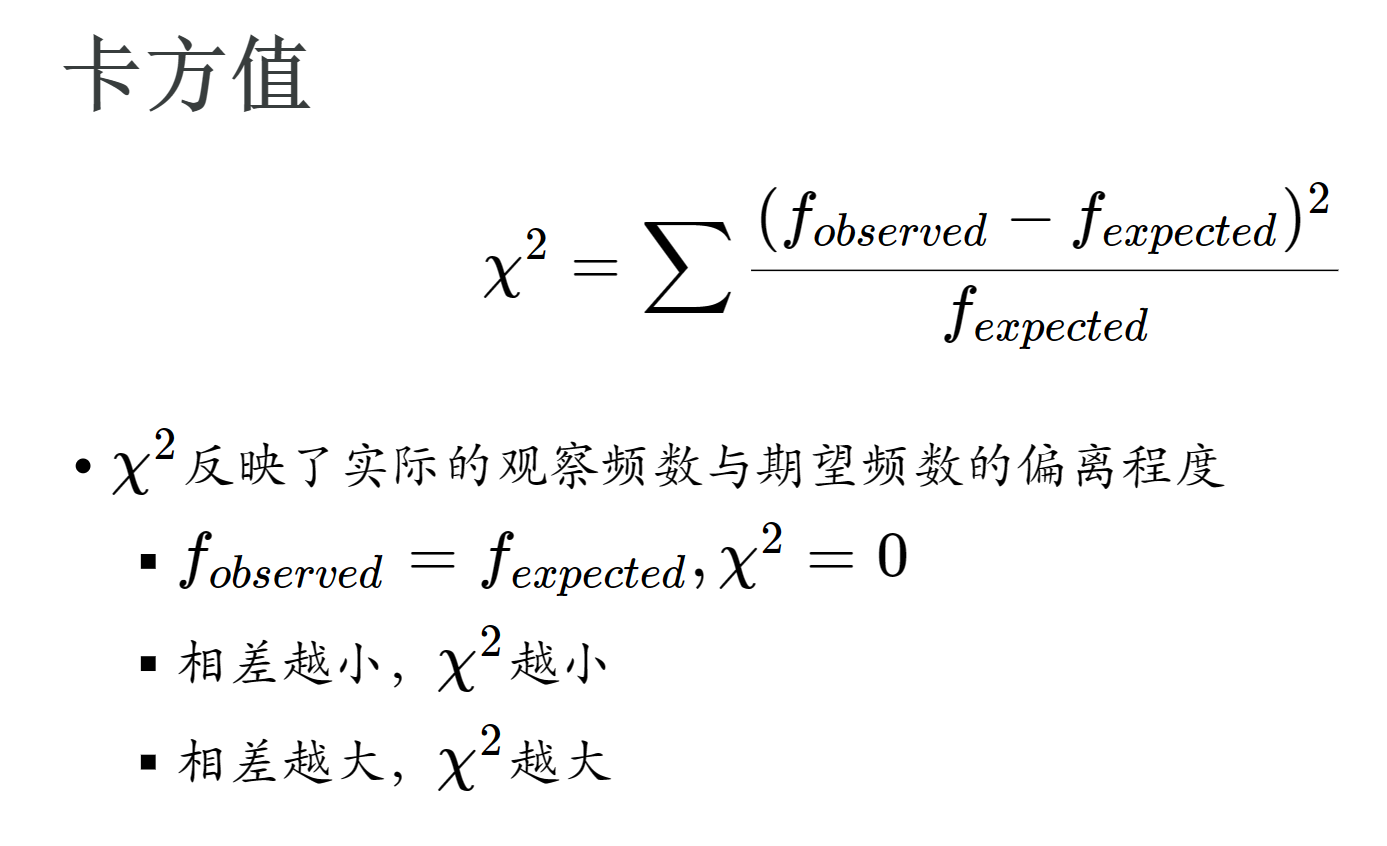 卡方值
$\chi^2 = \sum \frac{(f_{observed} - f_{expected})^2}{f_{expected}}$
• $\chi^2$反映了实际的观察频数与期望频数的偏离程度
▪ $f_{observed} = f_{expected}, \chi^2 = 0$
▪ 相差越小，$\chi^2$越小
▪ 相差越大，$\chi^2$越大